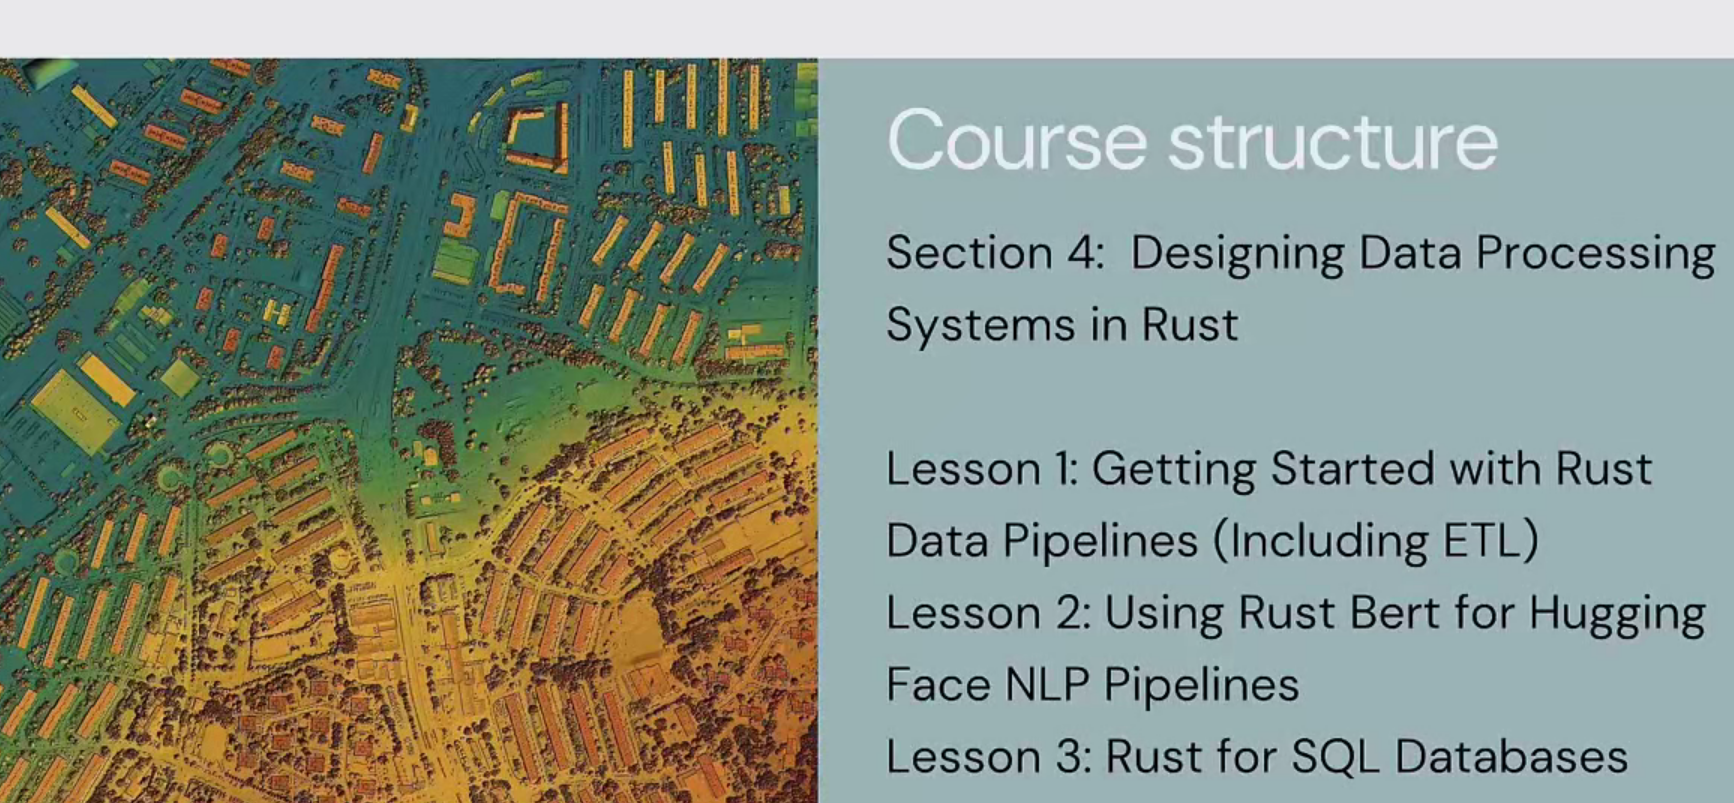 Course structure
Section 4: Designing Data Processing
Systems in Rust
Lesson 1: Getting Started with Rust
Data Pipelines (Including ETL)
Lesson 2: Using Rust Bert for Hugging
Face NLP Pipelines
Lesson 3: Rust for SQL Databases